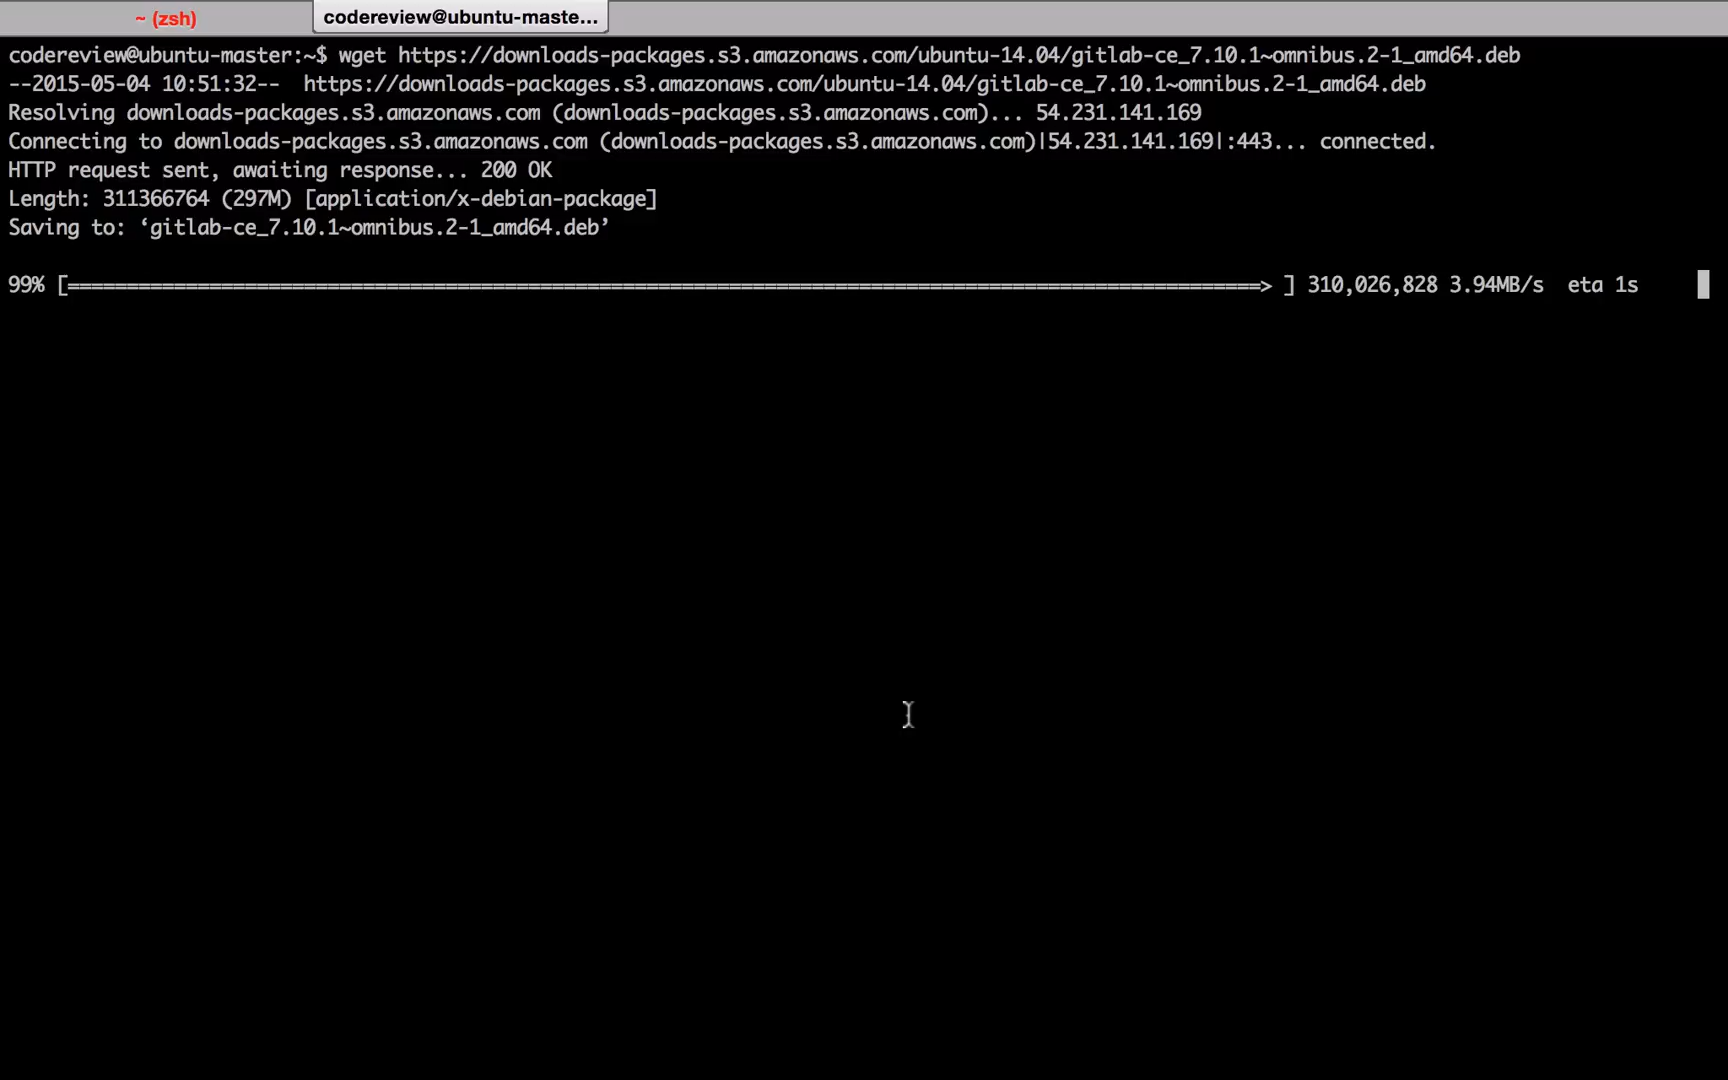 ~ (zsh)
codereview@ubuntu-maste...
codereview@ubuntu-master:~$ wget https://downloads-packages.s3.amazonaws.com/ubuntu-14.04/gitlab-ce_7.10.1~omnibus.2-1_amd64.deb
--2015-05-04 10:51:32--  https://downloads-packages.s3.amazonaws.com/ubuntu-14.04/gitlab-ce_7.10.1~omnibus.2-1_amd64.deb
Resolving downloads-packages.s3.amazonaws.com (downloads-packages.s3.amazonaws.com)... 54.231.141.169
Connecting to downloads-packages.s3.amazonaws.com (downloads-packages.s3.amazonaws.com)|54.231.141.169|:443... connected.
HTTP request sent, awaiting response... 200 OK
Length: 311366764 (297M) [application/x-debian-package]
Saving to: ‘gitlab-ce_7.10.1~omnibus.2-1_amd64.deb’
99% [=====================================================================================================> ] 310,026,828 3.94MB/s  eta 1s